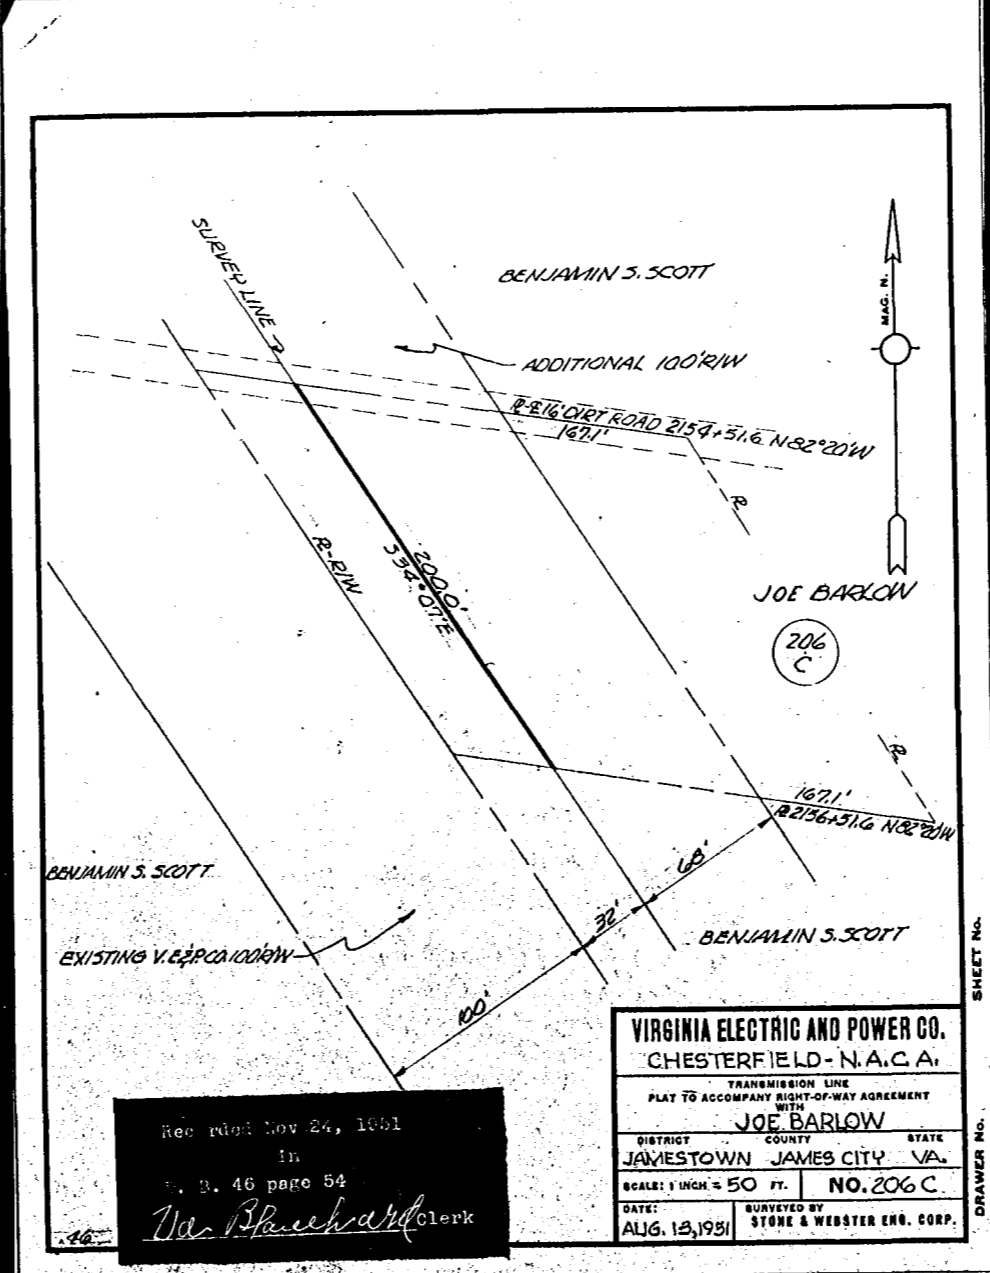 SURVEY LINE
BENJAMIN S. SCOTT
MAG. N.
ADDITIONAL 100' R/W
16' DIRT ROAD 2154+51.6 N82°20'W
167.1'
R
R-R/W
200.0'
S34°07'E
JOE BARLOW
206
C
R
167.1'
2156+51.6 N82°20'W
68'
32'
100'
BENJAMIN S. SCOTT
EXISTING V.E.&P.CO. 100' R/W
BENJAMIN S. SCOTT
SHEET No.
DRAWER No.
VIRGINIA ELECTRIC AND POWER CO.
CHESTERFIELD - N.A.C.A.
TRANSMISSION LINE
PLAT TO ACCOMPANY RIGHT-OF-WAY AGREEMENT
WITH
JOE BARLOW
DISTRICT COUNTY STATE
JAMESTOWN JAMES CITY VA.
SCALE: 1 INCH = 50 FT. NO. 206 C
DATE: SURVEYED BY
AUG. 13, 1951 STONE & WEBSTER ENG. CORP.
Recorded Nov 24, 1951
in
B. 46 page 54
Clerk
46